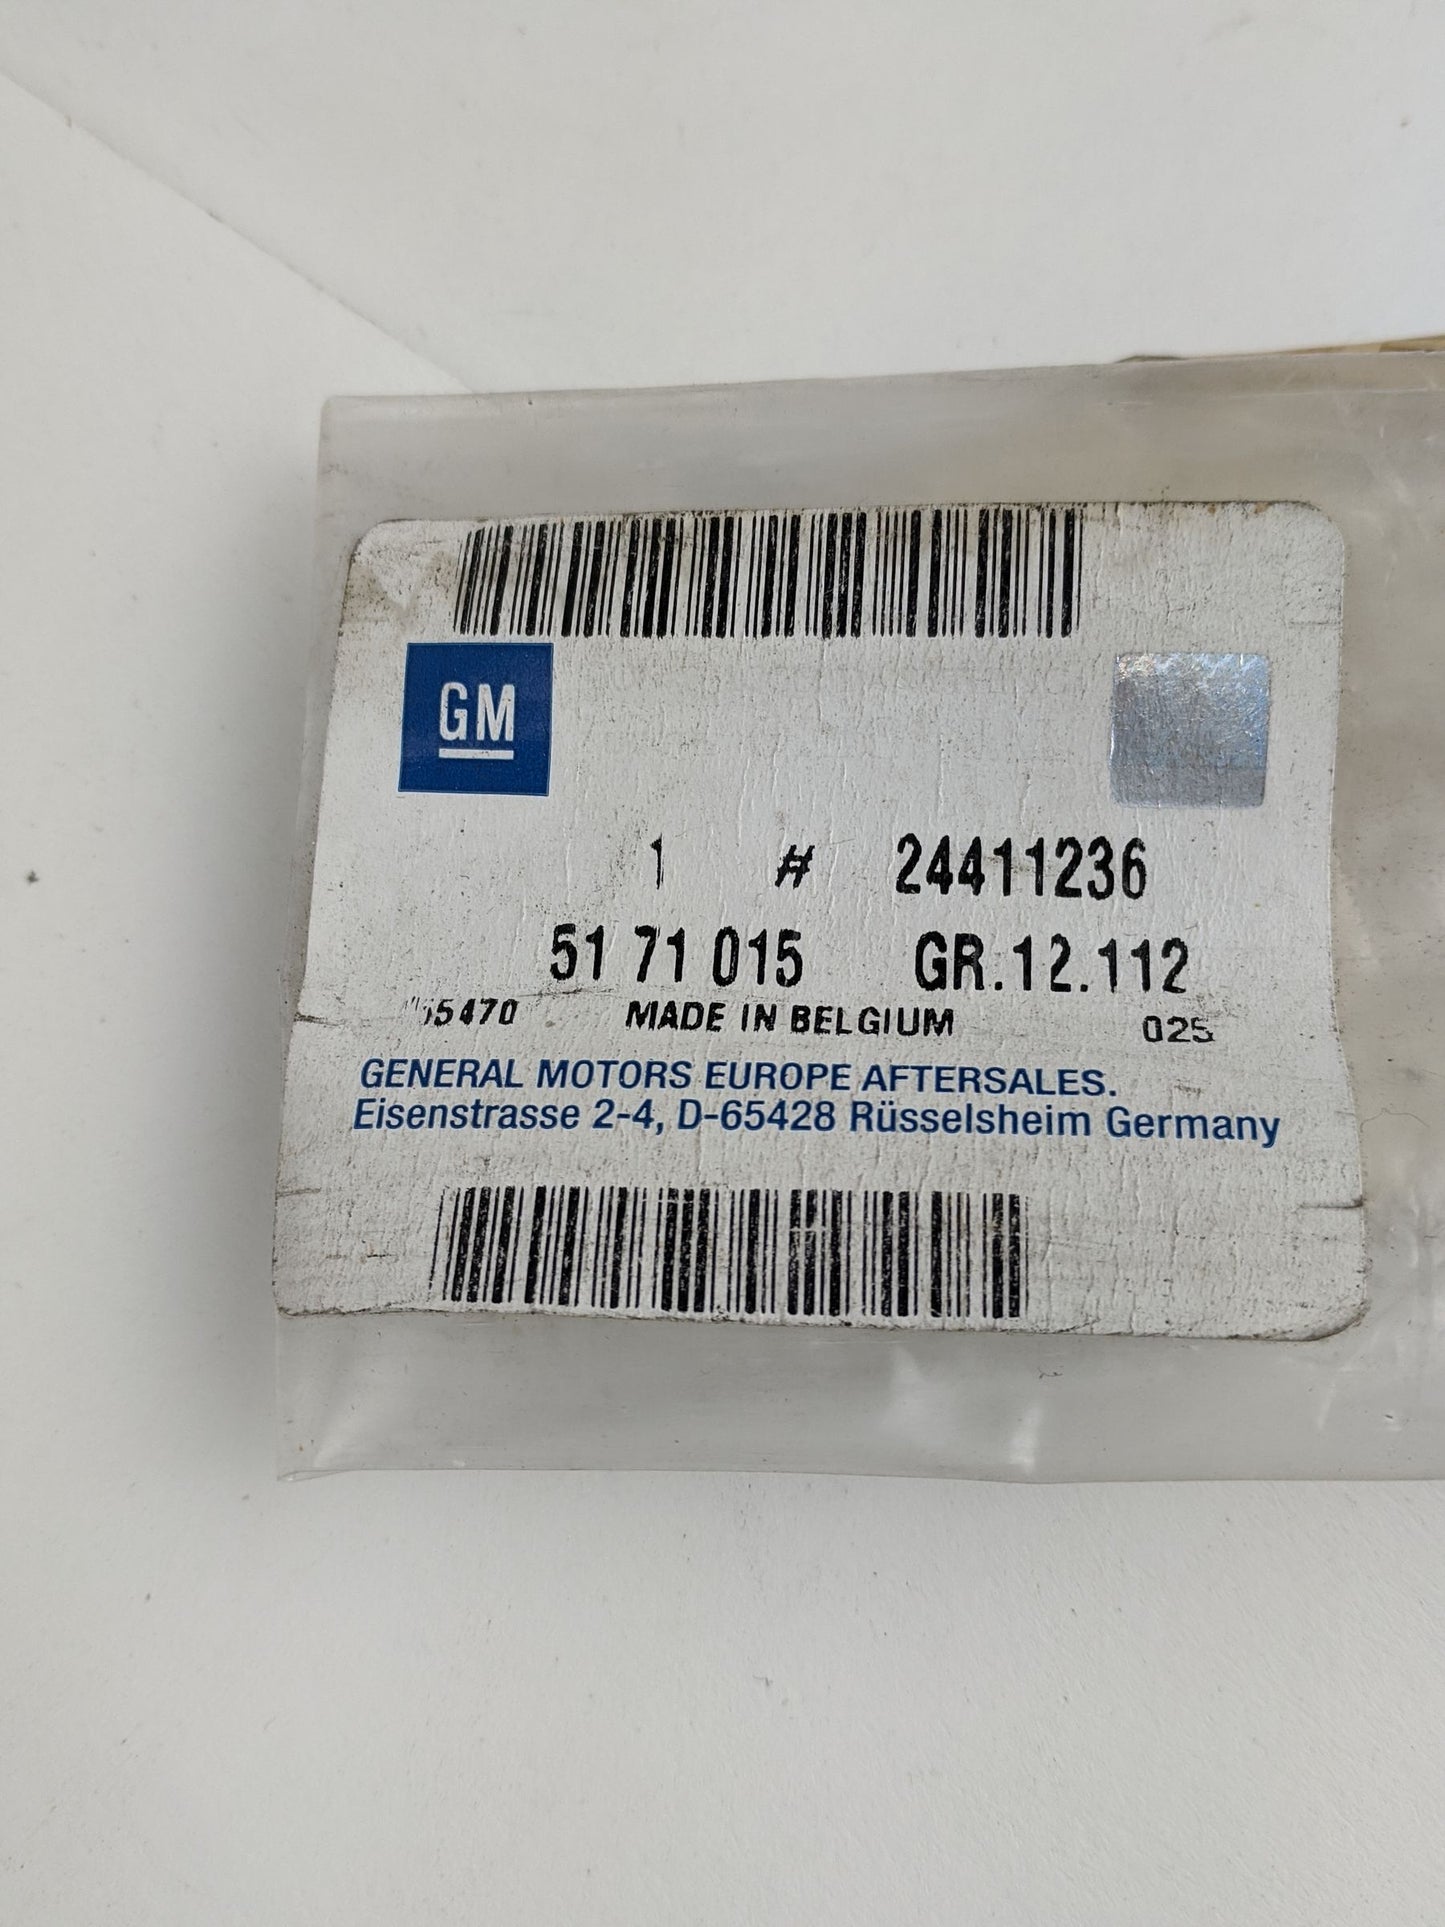 GM
1 # 24411236
51 71 015 GR.12.112
MADE IN BELGIUM 025
GENERAL MOTORS EUROPE AFTERSALES.
Eisenstrasse 2-4, D-65428 Rüsselsheim Germany